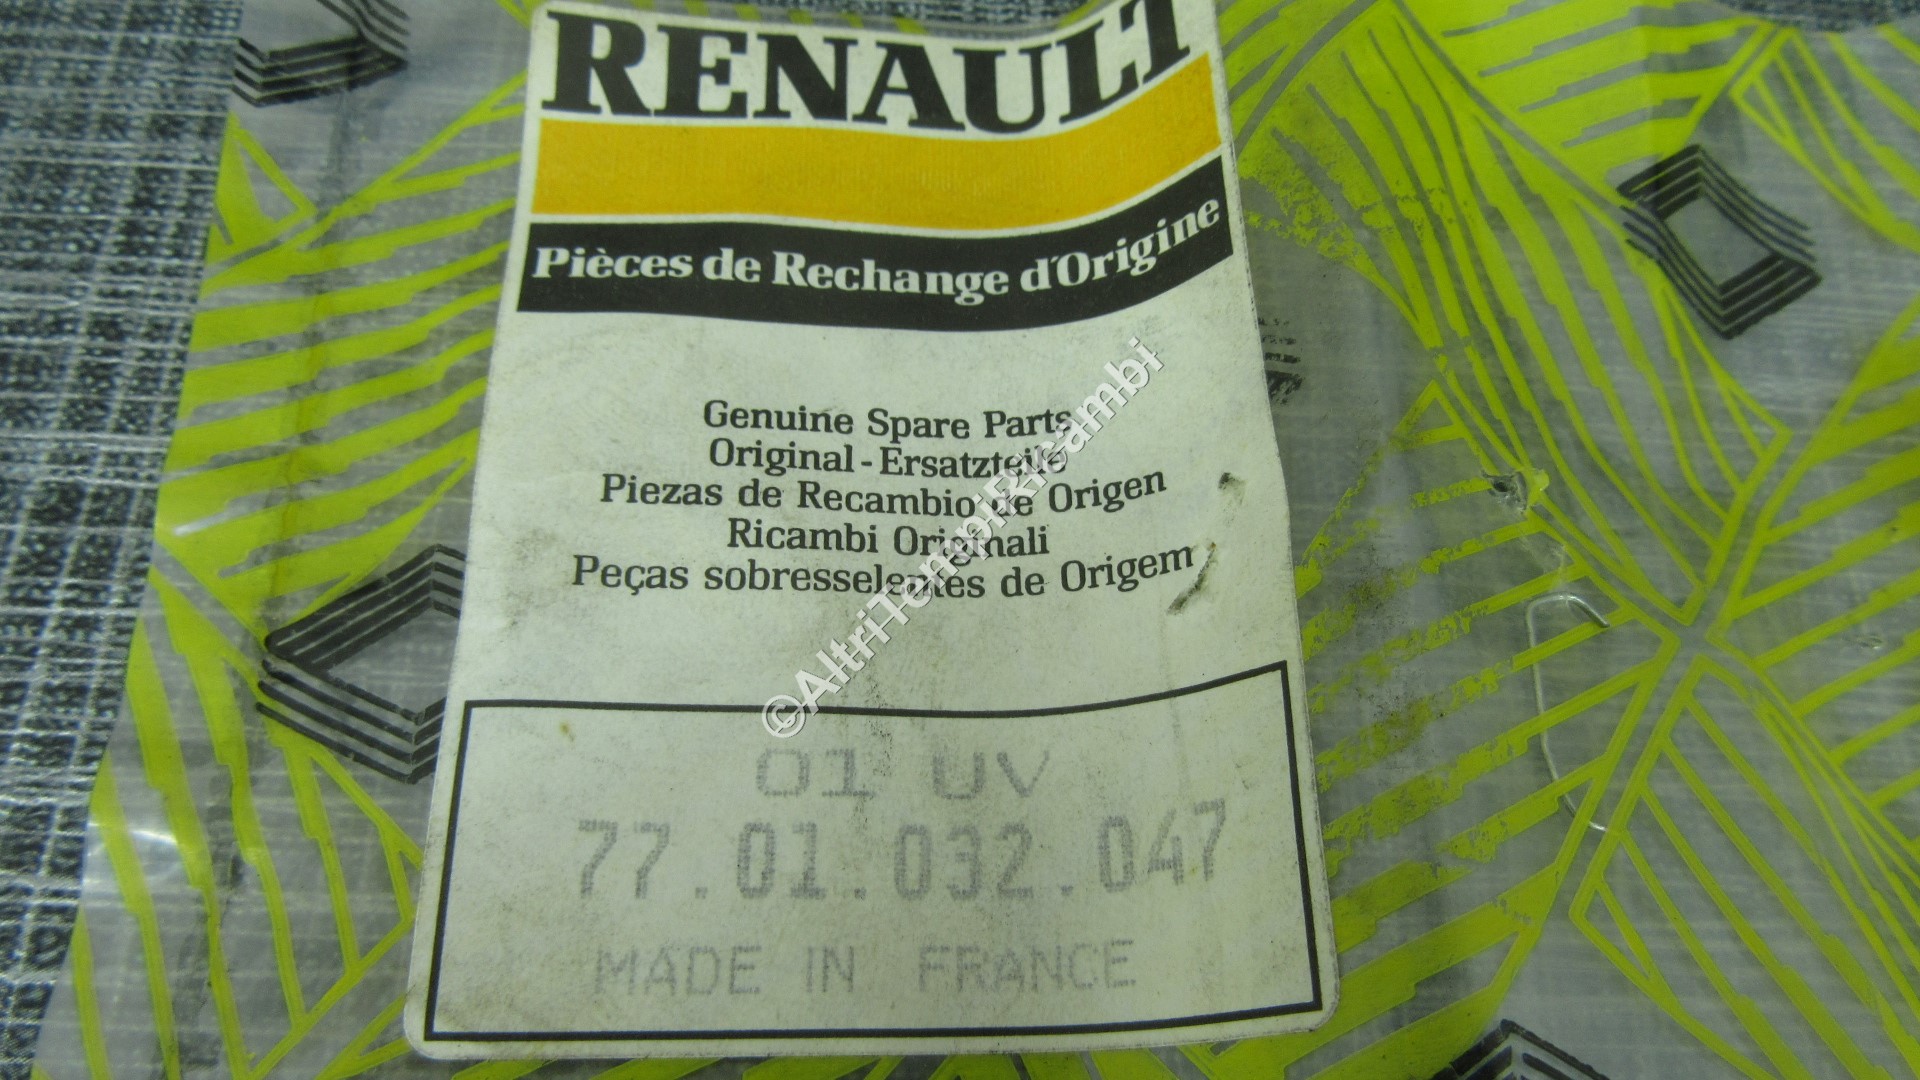 RENAULT
Pièces de Rechange d'Origine
Genuine Spare Parts
Original-Ersatzteile
Piezas de Recambio de Origen
Ricambi Originali
Peças sobresselentes de Origem
©AltriTempiRicambi
01 UV
77.01.032.047
MADE IN FRANCE